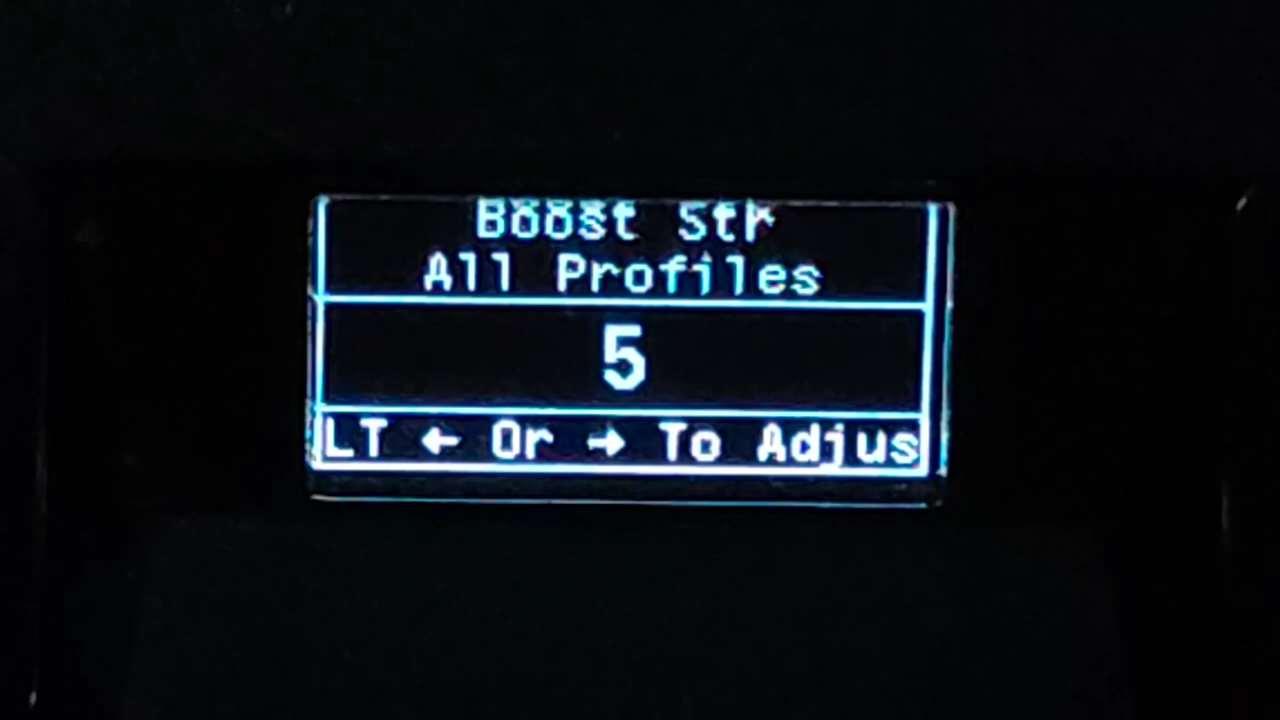 Boost Str
All Profiles
5
LT ← Or → To Adjus